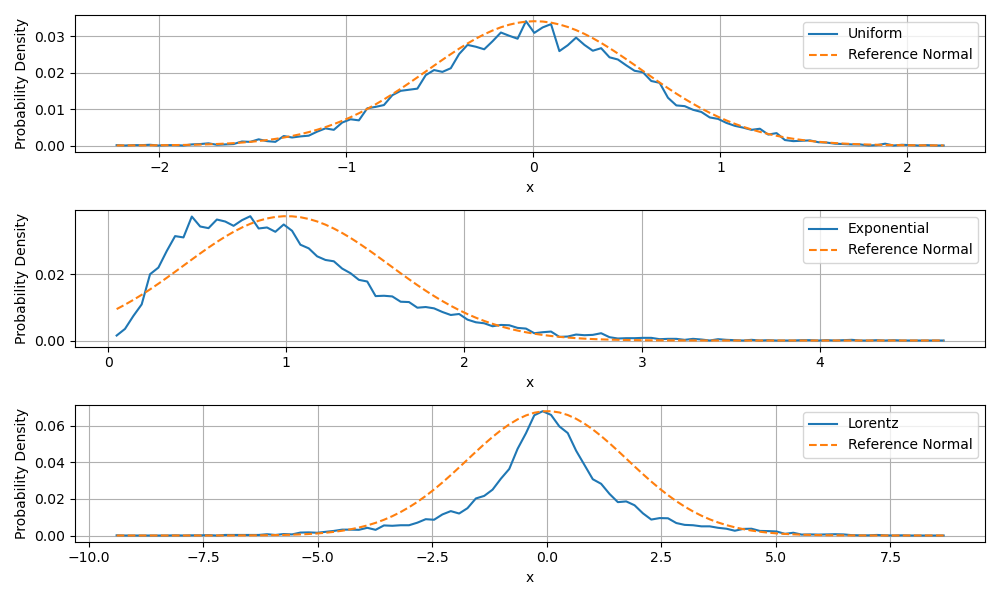 Probability Density
0.03
0.02
0.01
0.00
Uniform
Reference Normal
−2
−1
0
1
2
x
Probability Density
0.02
0.00
Exponential
Reference Normal
0
1
2
3
4
x
Probability Density
0.06
0.04
0.02
0.00
Lorentz
Reference Normal
−10.0
−7.5
−5.0
−2.5
0.0
2.5
5.0
7.5
x